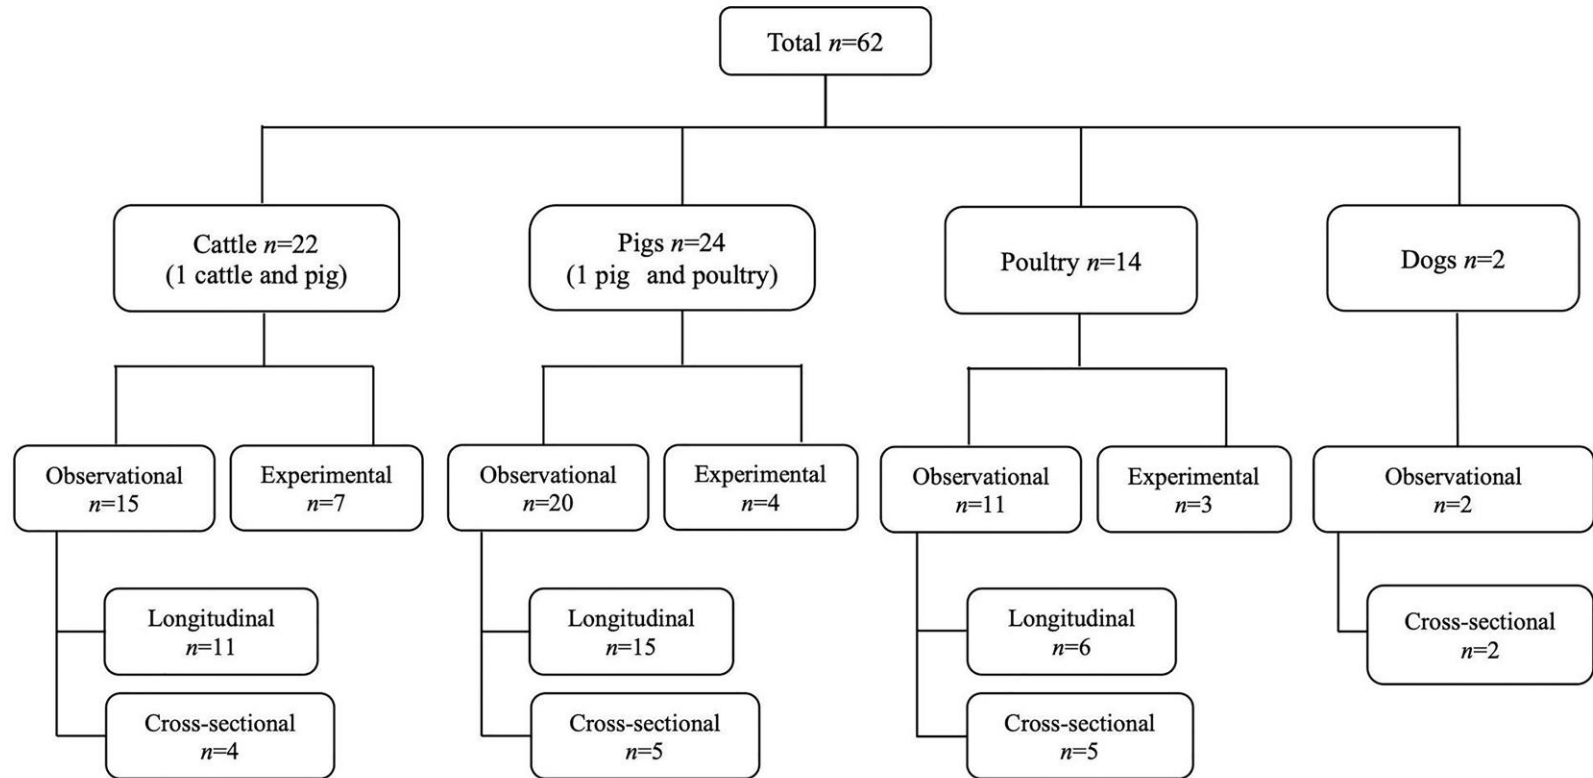 Total n=62
Cattle n=22
(1 cattle and pig)
Pigs n=24
(1 pig and poultry)
Poultry n=14
Dogs n=2
Observational
n=15
Experimental
n=7
Observational
n=20
Experimental
n=4
Observational
n=11
Experimental
n=3
Observational
n=2
Longitudinal
n=11
Longitudinal
n=15
Longitudinal
n=6
Cross-sectional
n=2
Cross-sectional
n=4
Cross-sectional
n=5
Cross-sectional
n=5